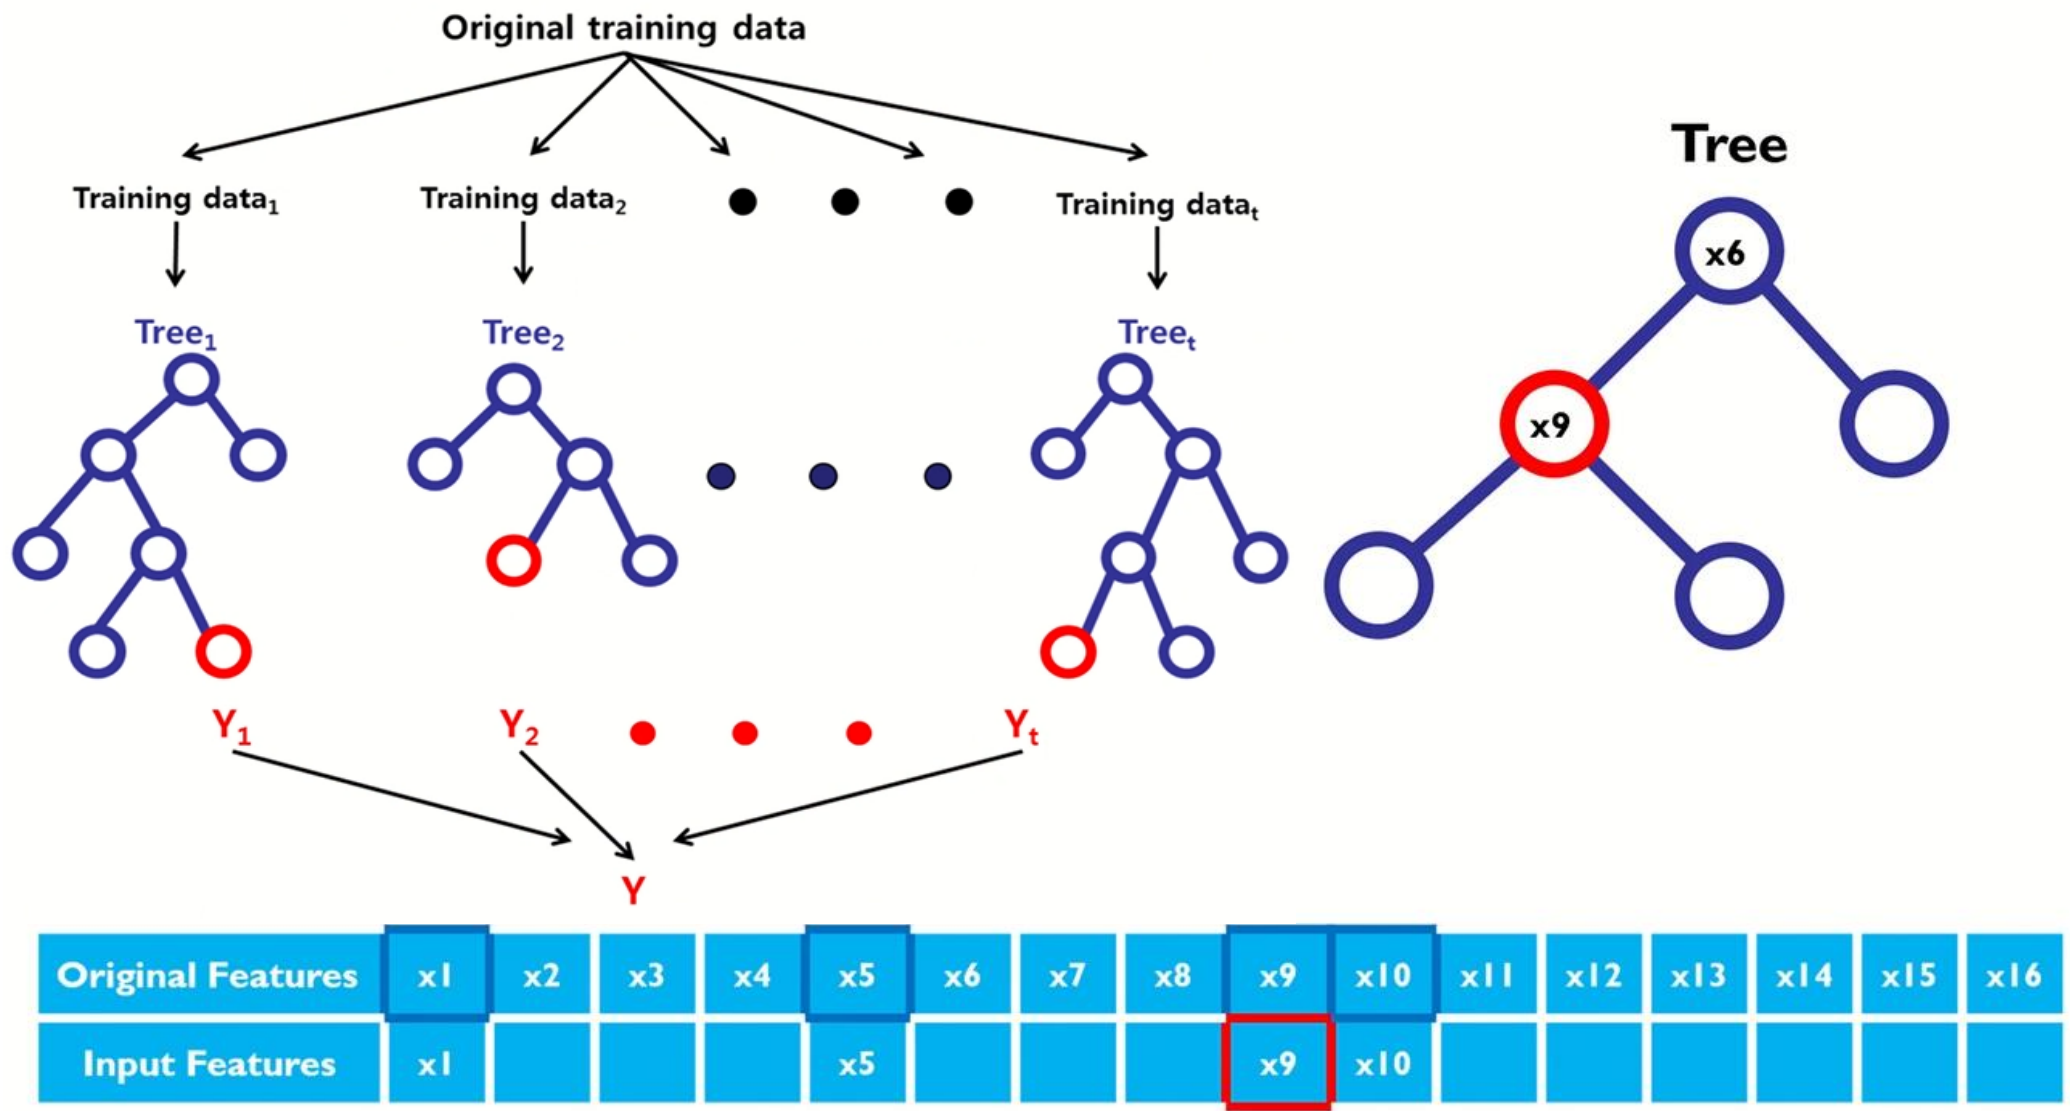 Original training data
Training data₁ Training data₂ Training dataₜ
Tree₁ Tree₂ Treeₜ
Y₁ Y₂ Yₜ
Y
Tree
x6
x9
Original Features x1 x2 x3 x4 x5 x6 x7 x8 x9 x10 x11 x12 x13 x14 x15 x16
Input Features x1 x5 x9 x10